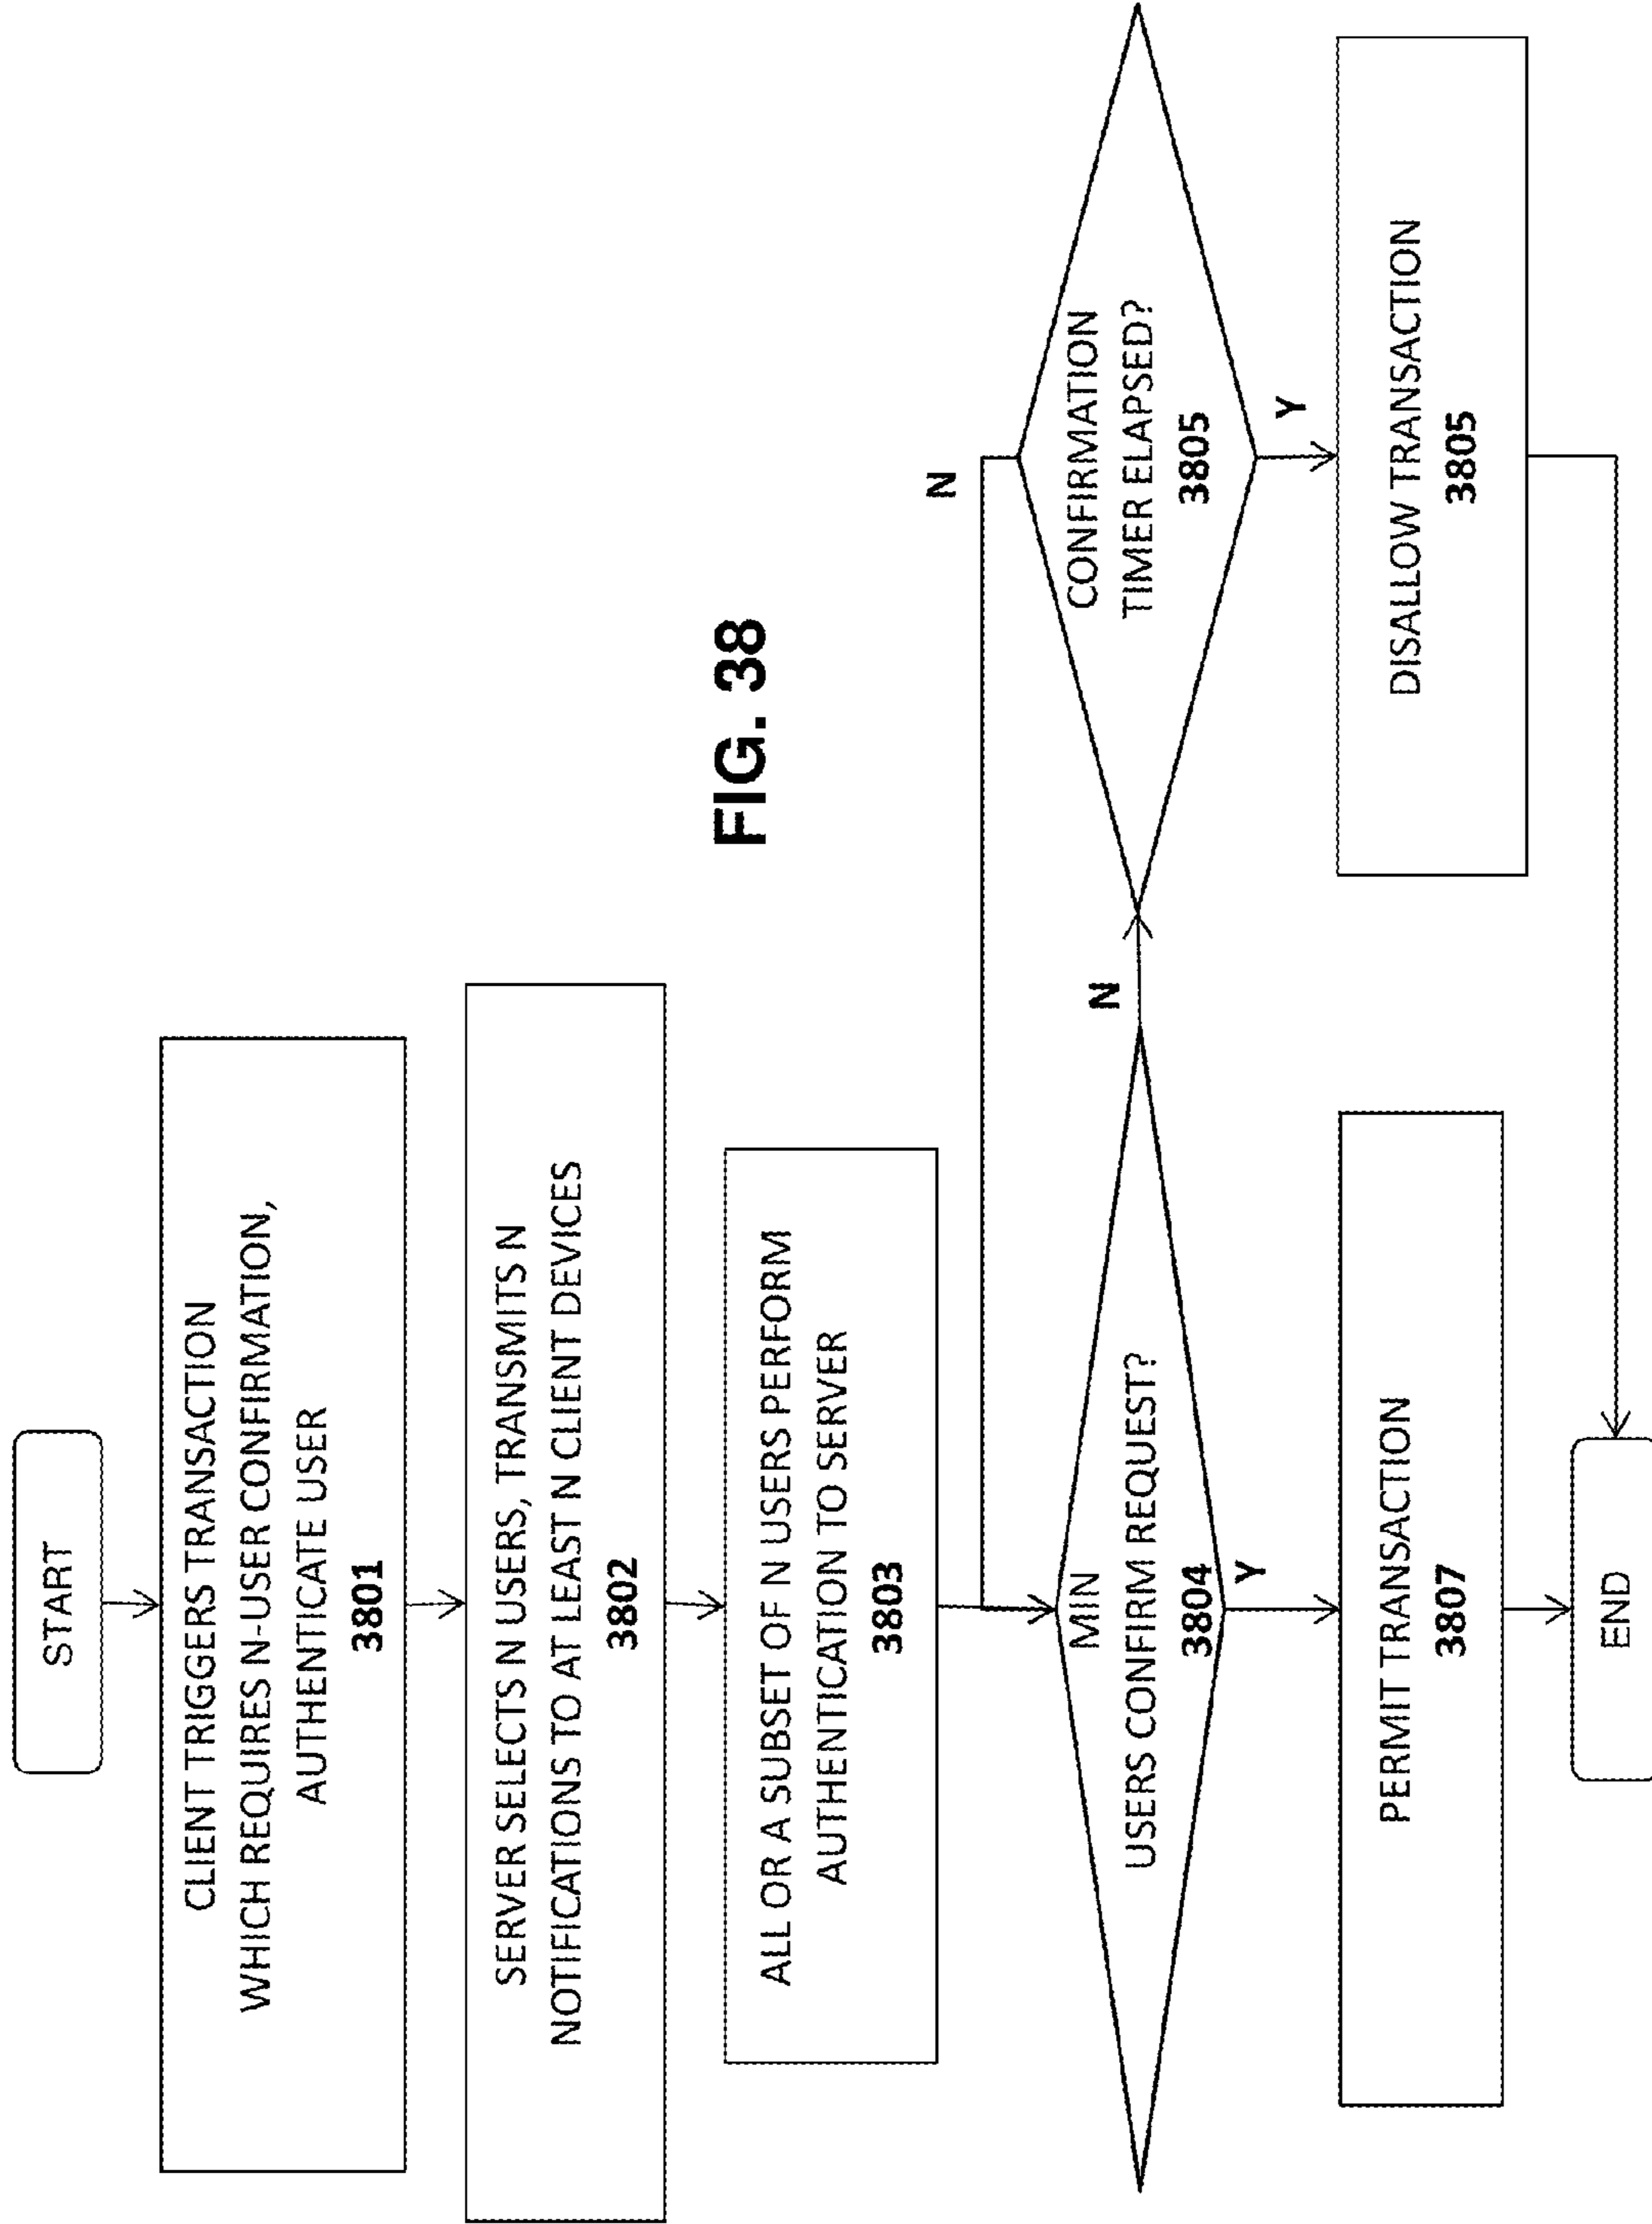 START
CLIENT TRIGGERS TRANSACTION
WHICH REQUIRES N-USER CONFIRMATION,
AUTHENTICATE USER
3801
SERVER SELECTS N USERS, TRANSMITS N
NOTIFICATIONS TO AT LEAST N CLIENT DEVICES
3802
ALL OR A SUBSET OF N USERS PERFORM
AUTHENTICATION TO SERVER
3803
FIG. 38
MIN
USERS CONFIRM REQUEST?
3804
N
Y
CONFIRMATION
TIMER ELAPSED?
3805
N
Y
PERMIT TRANSACTION
3807
DISALLOW TRANSACTION
3805
END